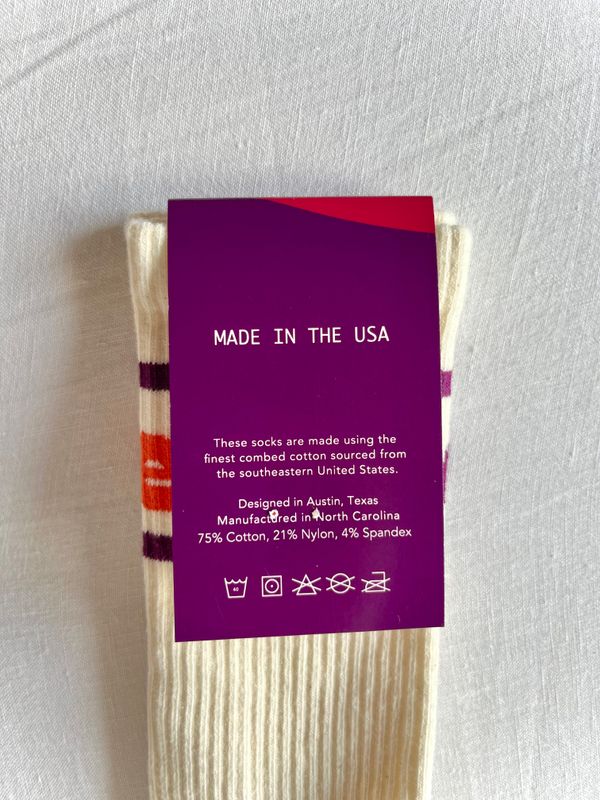 MADE IN THE USA
These socks are made using the
finest combed cotton sourced from
the southeastern United States.
Designed in Austin, Texas
Manufactured in North Carolina
75% Cotton, 21% Nylon, 4% Spandex
40